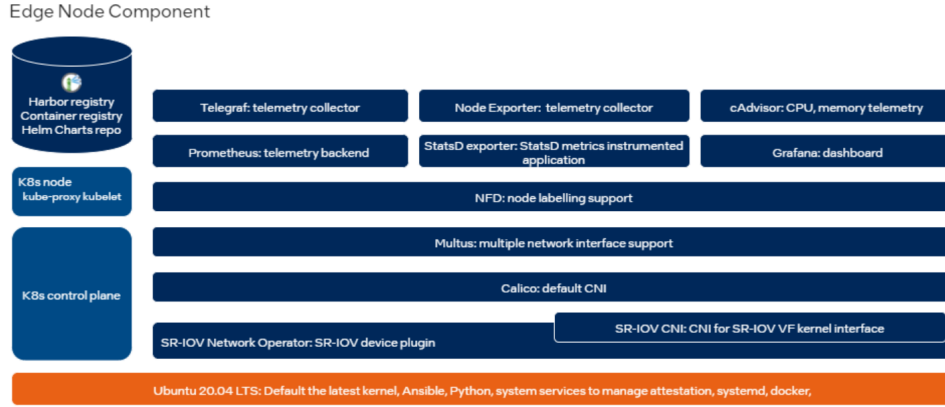 Edge Node Component
Harbor registry
Container registry
Helm Charts repo
Telegraf: telemetry collector
Node Exporter: telemetry collector
cAdvisor: CPU, memory telemetry
Prometheus: telemetry backend
StatsD exporter: StatsD metrics instrumented
application
Grafana: dashboard
K8s node
kube-proxy kubelet
NFD: node labelling support
K8s control plane
Multus: multiple network interface support
Calico: default CNI
SR-IOV CNI: CNI for SR-IOV VF kernel interface
SR-IOV Network Operator: SR-IOV device plugin
Ubuntu 20.04 LTS: Default the latest kernel, Ansible, Python, system services to manage attestation, systemd, docker,